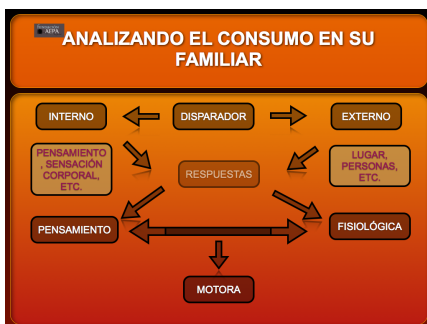 AEPA
ANALIZANDO EL CONSUMO EN SU
FAMILIAR
INTERNO
DISPARADOR
EXTERNO
PENSAMIENTO
, SENSACIÓN
CORPORAL,
ETC.
RESPUESTAS
LUGAR,
PERSONAS,
ETC.
PENSAMIENTO
FISIOLÓGICA
MOTORA